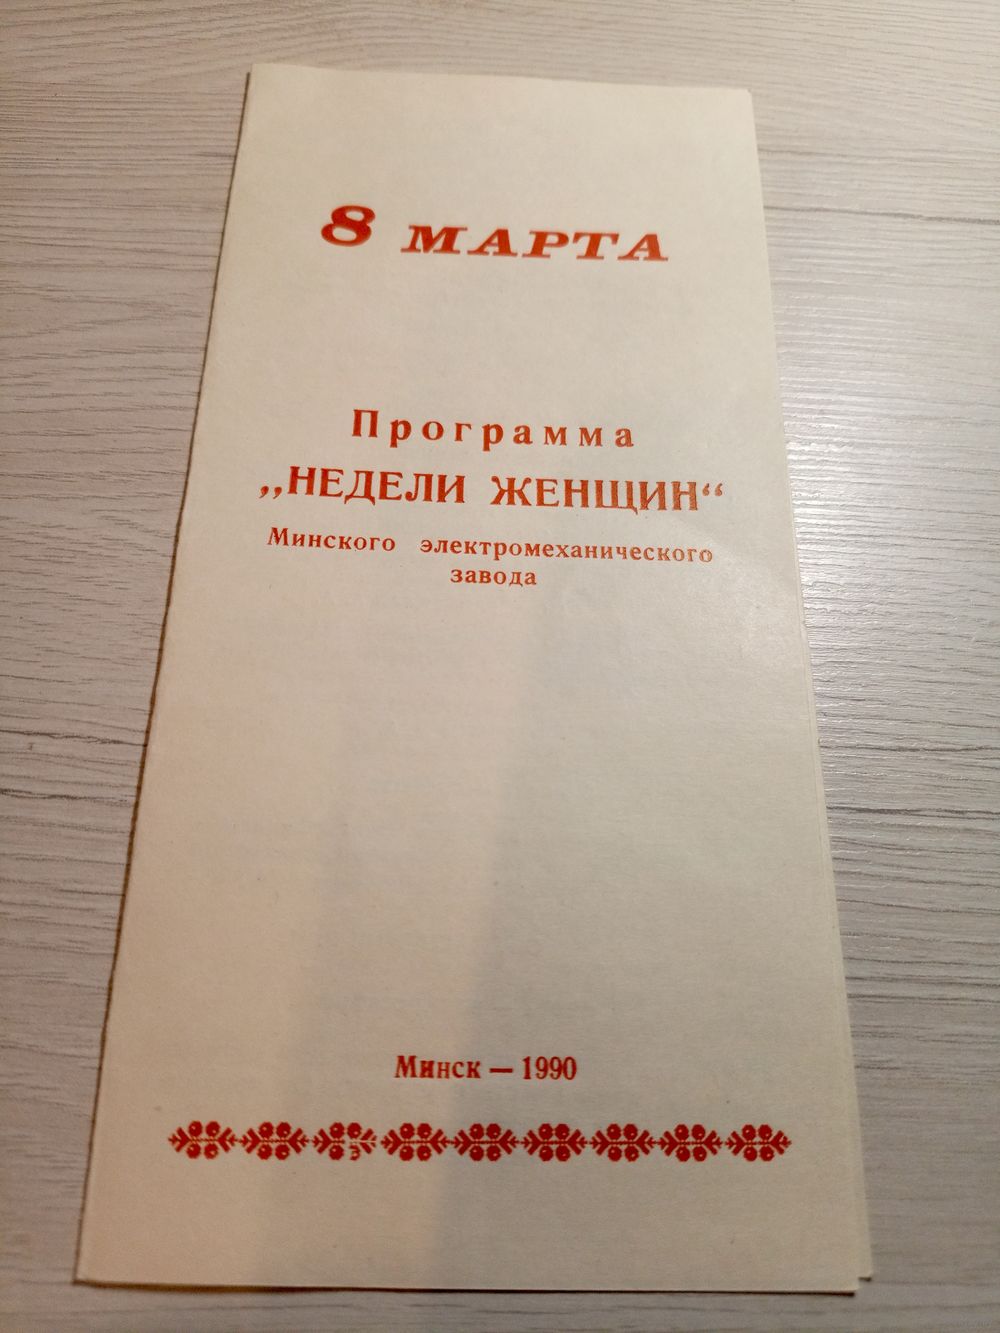 8 МАРТА
Программа
„НЕДЕЛИ ЖЕНЩИН“
Минского электромеханического
завода
Минск — 1990